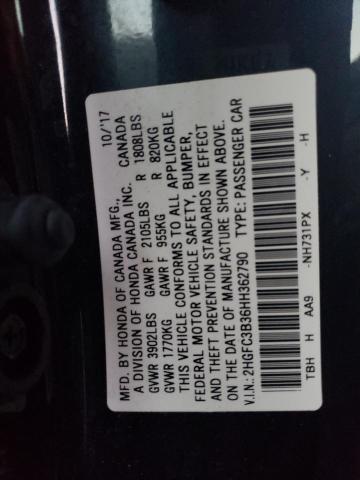 MFD. BY HONDA OF CANADA MFG., 10/'17
A DIVISION OF HONDA CANADA INC. CANADA
GVWR 3902LBS GAWR F 2105LBS R 1808LBS
GVWR 1770KG GAWR F 955KG R 820KG
THIS VEHICLE CONFORMS TO ALL APPLICABLE
FEDERAL MOTOR VEHICLE SAFETY, BUMPER,
AND THEFT PREVENTION STANDARDS IN EFFECT
ON THE DATE OF MANUFACTURE SHOWN ABOVE.
V.I.N.: 2HGFC3B36HH362790 TYPE: PASSENGER CAR
TBH H AA9 -NH731PX -Y -H